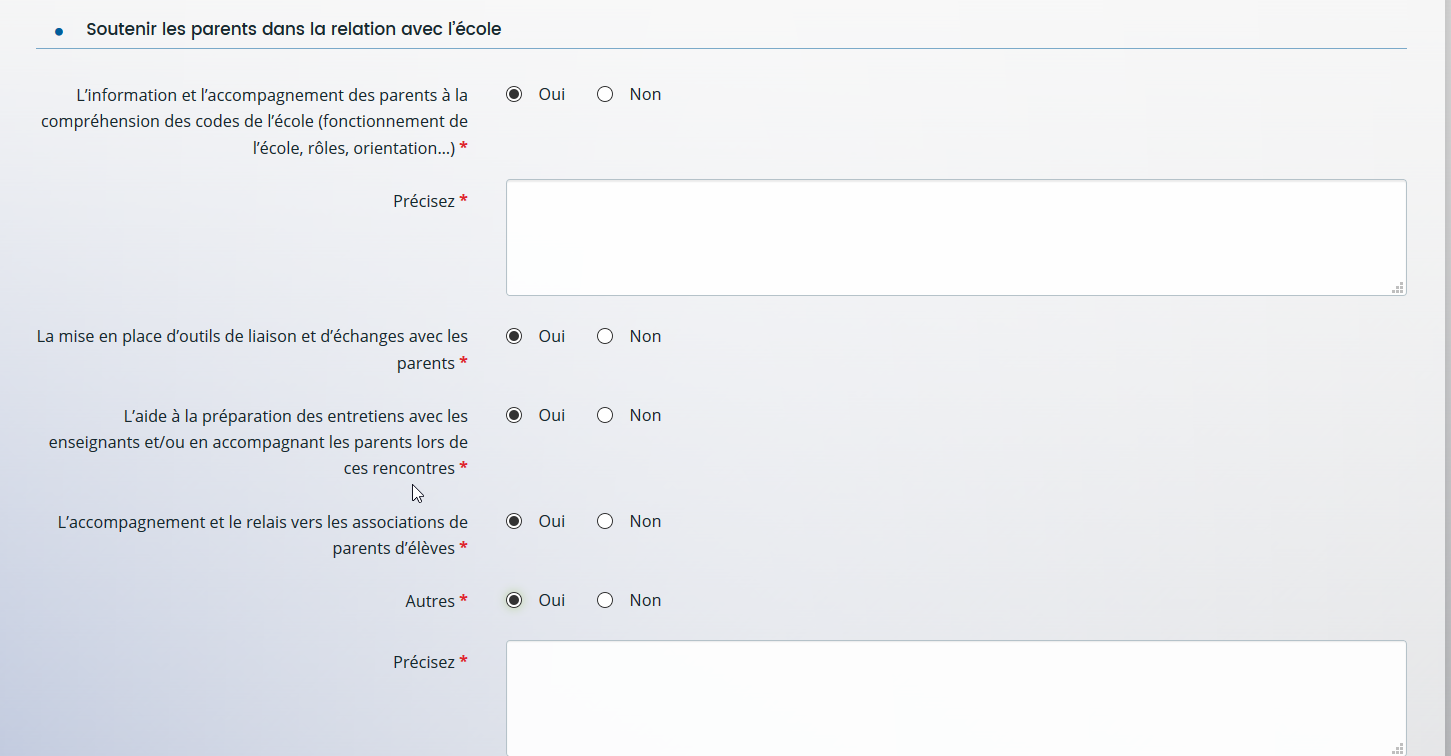 Soutenir les parents dans la relation avec l’école
L’information et l’accompagnement des parents à la
compréhension des codes de l’école (fonctionnement de
l’école, rôles, orientation...) *
Oui Non
Précisez *
La mise en place d’outils de liaison et d’échanges avec les
parents *
Oui Non
L’aide à la préparation des entretiens avec les
enseignants et/ou en accompagnant les parents lors de
ces rencontres *
Oui Non
L’accompagnement et le relais vers les associations de
parents d’élèves *
Oui Non
Autres *
Oui Non
Précisez *